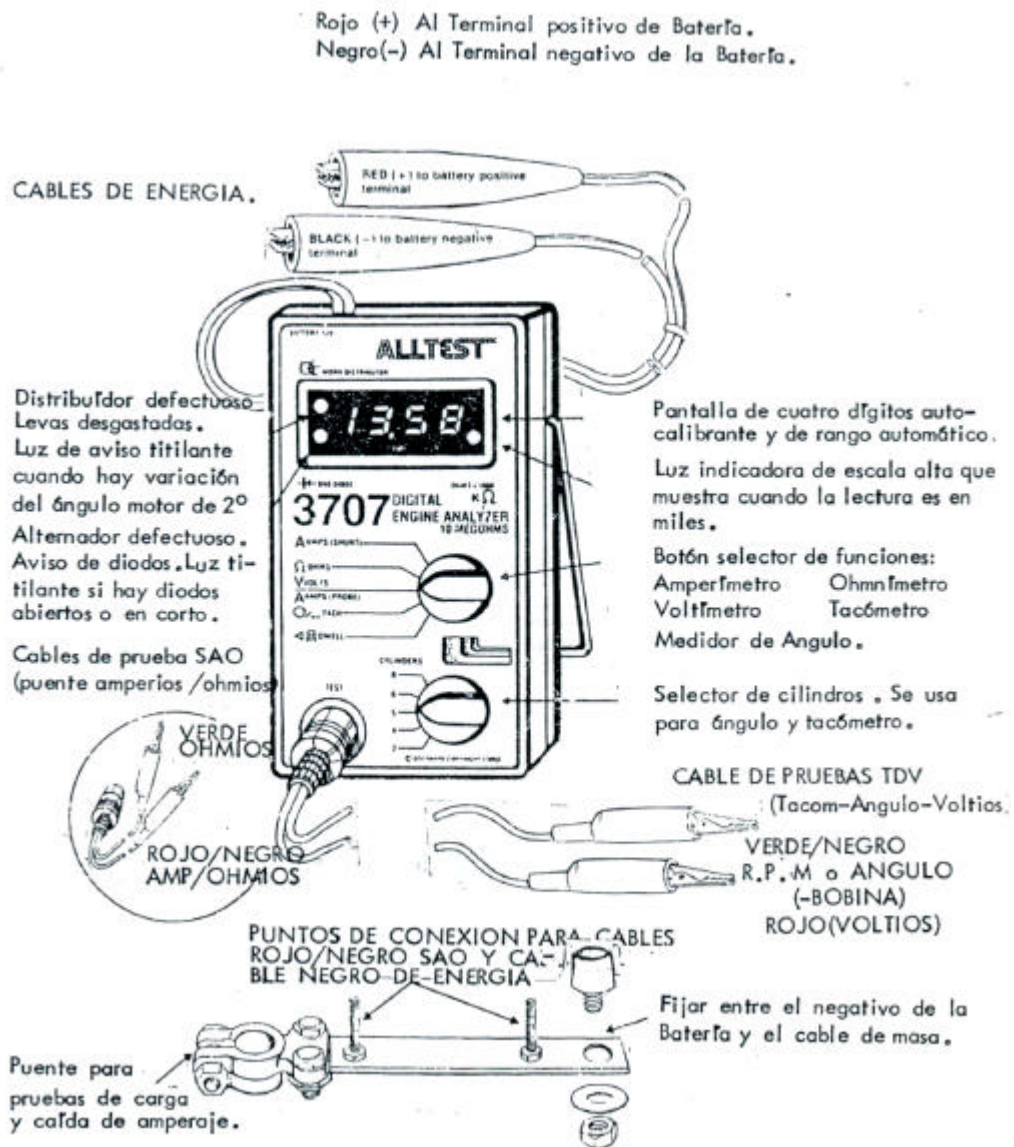 Rojo (+) Al Terminal positivo de Batería.
Negro(-) Al Terminal negativo de la Batería.
CABLES DE ENERGIA.
RED (+) to battery positive
terminal
BLACK (-) to battery negative
terminal
ALLTEST
WORN DISTRIBUTOR
13.58
Distribuídor defectuoso
Levas desgastadas.
Luz de aviso titilante
cuando hay variación
del ángulo motor de 2º
Alternador defectuoso.
Aviso de diodos.Luz ti-
tilante si hay diodos
abiertos o en corto.
Cables de prueba SAO
(puente amperios /ohmios)
KΩ
3707 DIGITAL
ENGINE ANALYZER
10 MEGOHMS
AMPS (SHORT)
Ω OHMS
VOLTS
AMPS (PROBE)
TACH
DWELL
CYLINDERS
8
6
5
4
2
TEST
Pantalla de cuatro dígitos auto-
calibrante y de rango automático.
Luz indicadora de escala alta que
muestra cuando la lectura es en
miles.
Botón selector de funciones:
Amperímetro Ohmnímetro
Voltímetro Tacómetro
Medidor de Angulo.
Selector de cilindros . Se usa
para ángulo y tacómetro.
VERDE
OHMIOS
ROJO/NEGRO
AMP/OHMIOS
CABLE DE PRUEBAS TDV
(Tacom-Angulo-Voltios
VERDE/NEGRO
R.P.M o ANGULO
(-BOBINA)
ROJO(VOLTIOS)
PUNTOS DE CONEXION PARA CABLES
ROJO/NEGRO SAO Y CA-
BLE NEGRO DE ENERGIA
Fijar entre el negativo de la
Batería y el cable de masa.
Puente para
pruebas de carga
y caída de amperaje.